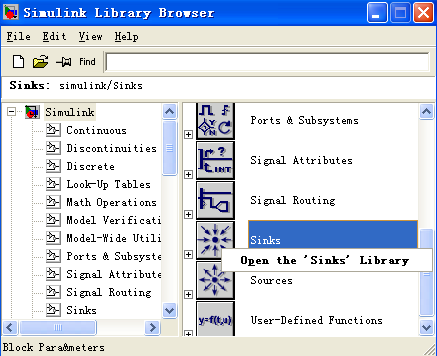 Simulink Library Browser
File Edit View Help
Find
Sinks: simulink/Sinks
Simulink
Continuous
Discontinuities
Discrete
Look-Up Tables
Math Operations
Model Verificati
Model-Wide Utili
Ports & Subsyste
Signal Attribute
Signal Routing
Sinks
Ports & Subsystems
? INT
Signal Attributes
Signal Routing
Sinks
Open the 'Sinks' Library
Sources
y=f(t,u)
User-Defined Functions
Block Para&meters